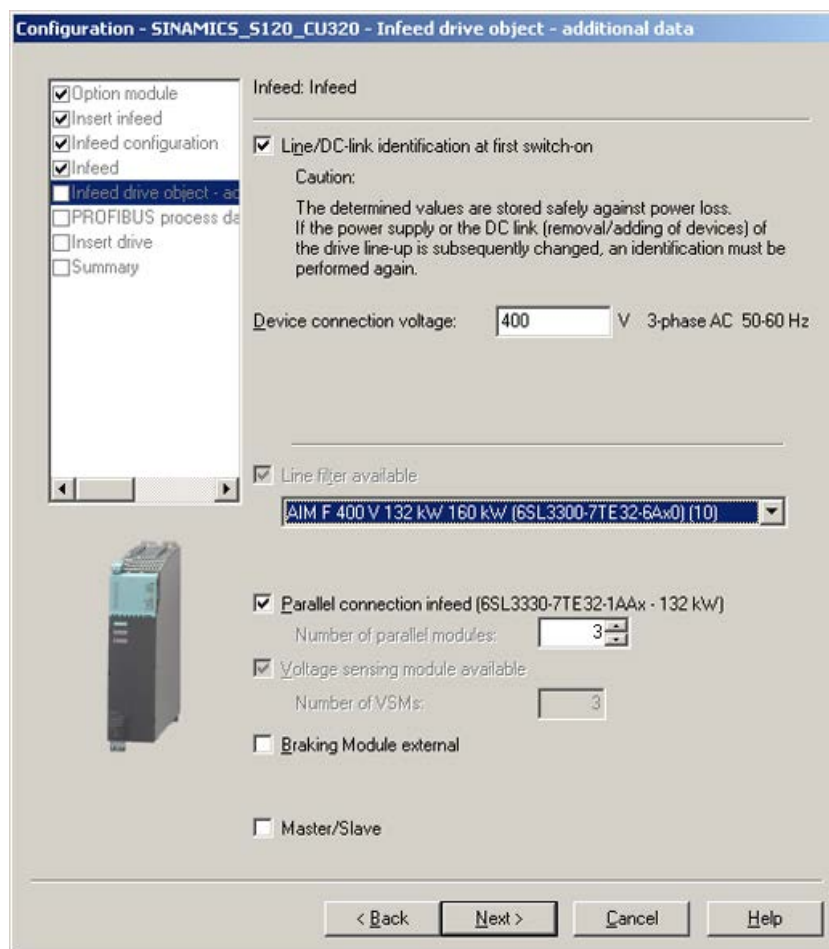 Configuration - SINAMICS_S120_CU320 - Infeed drive object - additional data
Option module
Insert infeed
Infeed configuration
Infeed
Infeed drive object - ad
PROFIBUS process da
Insert drive
Summary
Infeed: Infeed
Line/DC-link identification at first switch-on
Caution:
The determined values are stored safely against power loss.
If the power supply or the DC link (removal/adding of devices) of
the drive line-up is subsequently changed, an identification must be
performed again.
Device connection voltage: 400 V 3-phase AC 50-60 Hz
Line filter available
AIM F 400 V 132 kW 160 kW (6SL3300-7TE32-6Ax0) (10)
Parallel connection infeed (6SL3330-7TE32-1AAx - 132 kW)
Number of parallel modules: 3
Voltage sensing module available
Number of VSMs: 3
Braking Module external
Master/Slave
< Back Next > Cancel Help